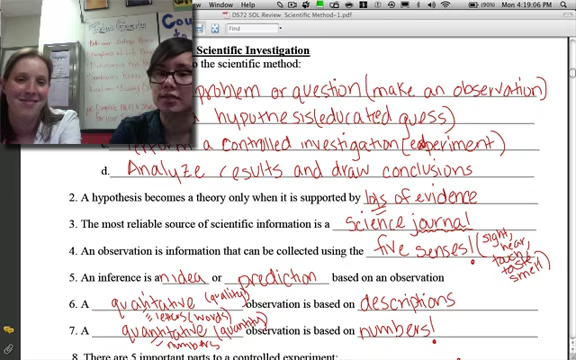 DS72 SOL Review Scientific Method-1.pdf
4:19:06 PM
Find
Scientific Investigation
to the scientific method:
problem or question (make an observation)
hypothesis (educated guess)
Perform a controlled investigation (experiment)
d. Analyze results and draw conclusions
2. A hypothesis becomes a theory only when it is supported by lots of evidence
3. The most reliable source of scientific information is a science journal
4. An observation is information that can be collected using the five senses! (sight, hear, touch taste smell)
5. An inference is an idea or prediction based on an observation
6. A qualitative (quality) observation is based on descriptions
= letters (words)
7. A quantitative (quantity) observation is based on numbers!
= numbers
8. There are 5 important parts to a controlled experiment: